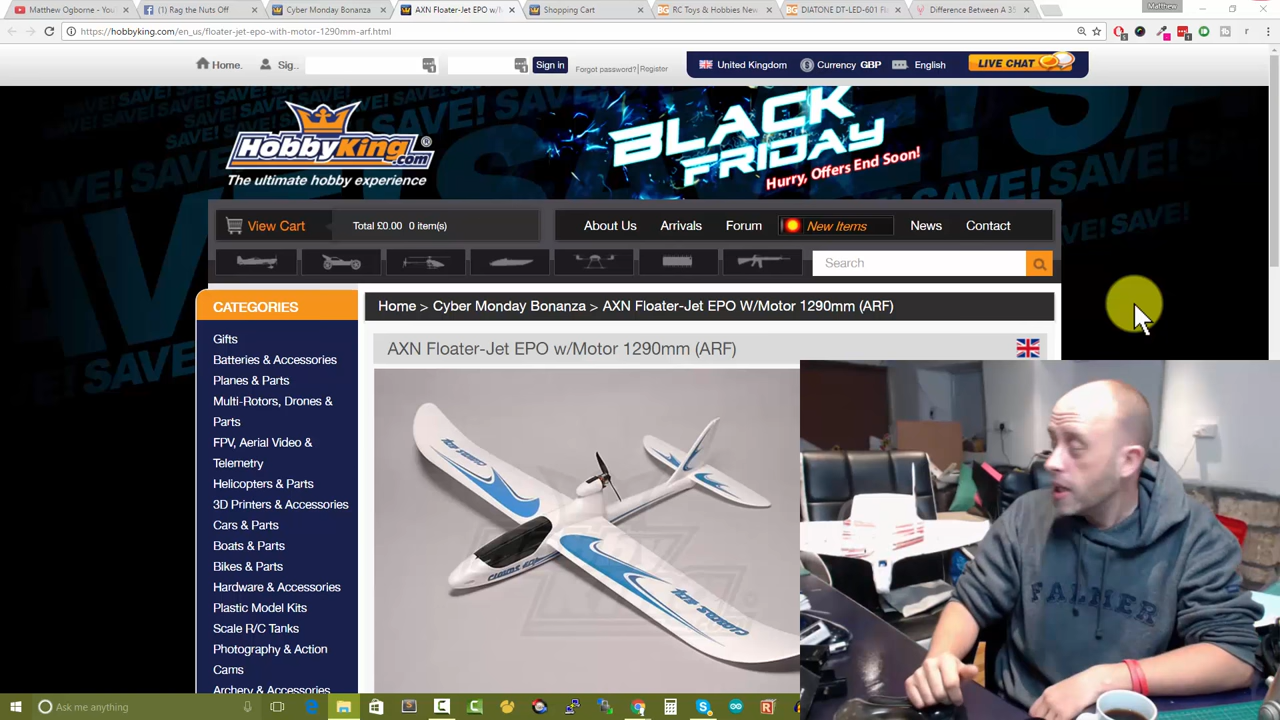 Matthew Ogborne - You
(1) Rag the Nuts Off
Cyber Monday Bonanza
AXN Floater-Jet EPO w/
Shopping Cart
RC Toys & Hobbies New
DIATONE DT-LED-601 Fl
Difference Between A 35
Matthew
https://hobbyking.com/en_us/floater-jet-epo-with-motor-1290mm-arf.html
Home.
Sig..
Sign in
Forgot password?
Register
United Kingdom
Currency GBP
English
LIVE CHAT
SAVE! SAVE! SAVE!
BLACK
FRIDAY
Hurry, Offers End Soon!
HobbyKing.com®
The ultimate hobby experience
View Cart
Total £0.00 0 item(s)
About Us
Arrivals
Forum
New Items
News
Contact
Search
CATEGORIES
Home > Cyber Monday Bonanza > AXN Floater-Jet EPO W/Motor 1290mm (ARF)
AXN Floater-Jet EPO w/Motor 1290mm (ARF)
Gifts
Batteries & Accessories
Planes & Parts
Multi-Rotors, Drones &
Parts
FPV, Aerial Video &
Telemetry
Helicopters & Parts
3D Printers & Accessories
Cars & Parts
Boats & Parts
Bikes & Parts
Hardware & Accessories
Plastic Model Kits
Scale R/C Tanks
Photography & Action
Cams
Archery & Accessories
FALMER
Ask me anything